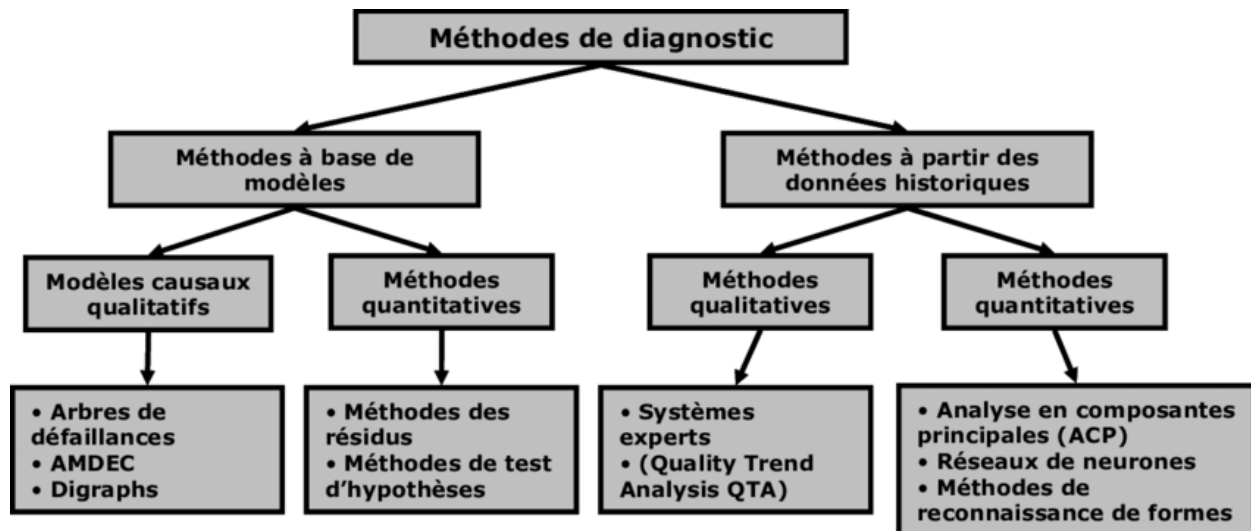 Méthodes de diagnostic
Méthodes à base de
modèles
Méthodes à partir des
données historiques
Modèles causaux
qualitatifs
Méthodes
quantitatives
Méthodes
qualitatives
Méthodes
quantitatives
• Arbres de
défaillances
• AMDEC
• Digraphs
• Méthodes des
résidus
• Méthodes de test
d’hypothèses
• Systèmes
experts
• (Quality Trend
Analysis QTA)
• Analyse en composantes
principales (ACP)
• Réseaux de neurones
• Méthodes de
reconnaissance de formes